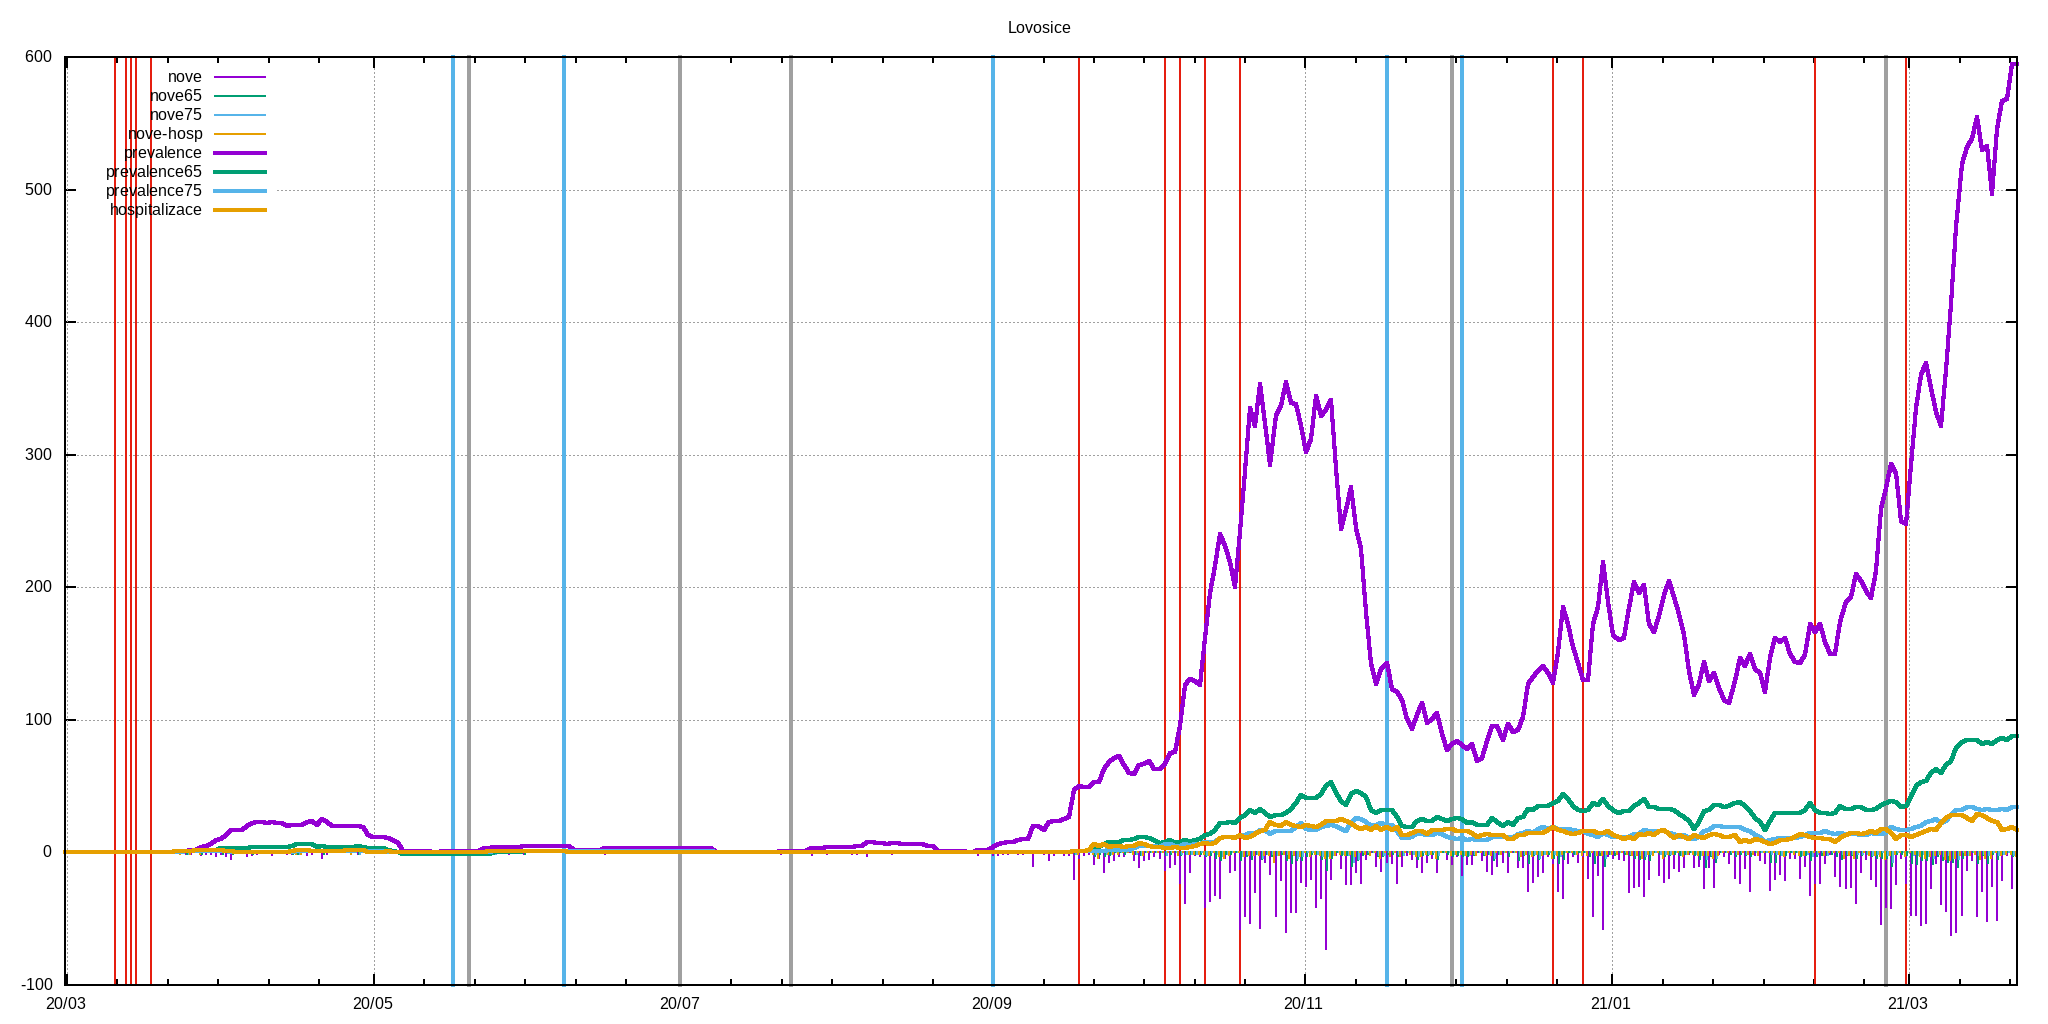 Lovosice
600
500
400
300
200
100
0
-100
nove
nove65
nove75
nove-hosp
prevalence
prevalence65
prevalence75
hospitalizace
20/03 20/05 20/07 20/09 20/11 21/01 21/03